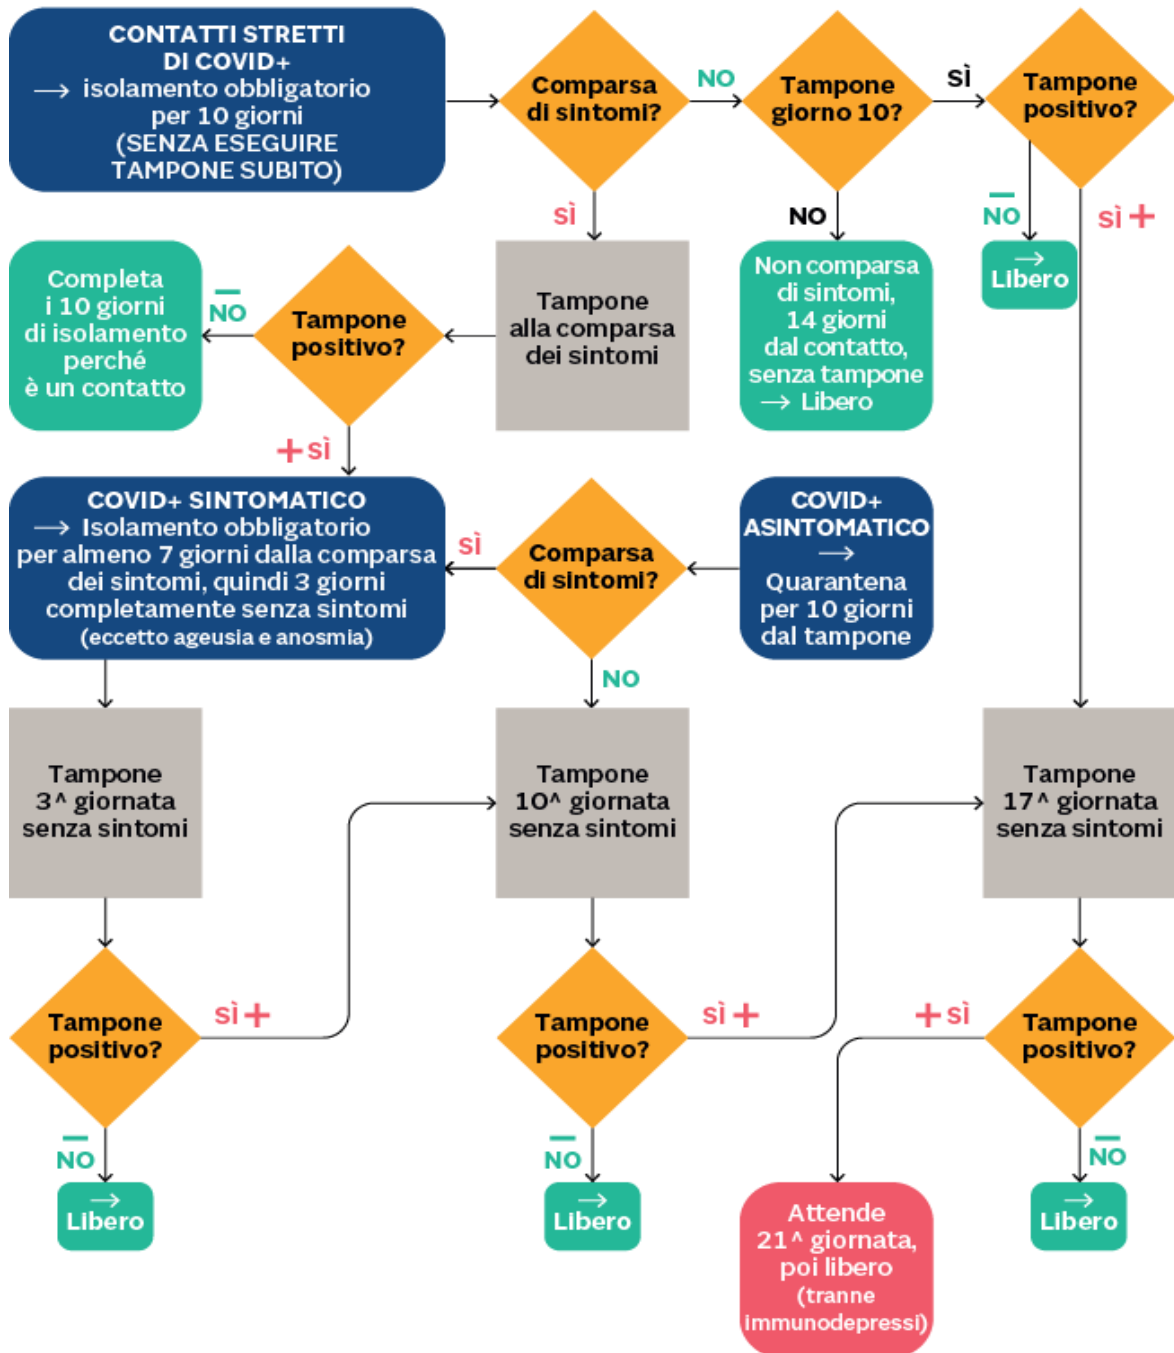 CONTATTI STRETTI
DI COVID+
→ isolamento obbligatorio
per 10 giorni
(SENZA ESEGUIRE
TAMPONE SUBITO)
Comparsa
di sintomi?
NO
Tampone
giorno 10?
SÌ
Tampone
positivo?
SÌ
NO
NO
SÌ +
Completa
i 10 giorni
di isolamento
perché
è un contatto
NO
Tampone
positivo?
Tampone
alla comparsa
dei sintomi
Non comparsa
di sintomi,
14 giorni
dal contatto,
senza tampone
→ Libero
→
Libero
+ SÌ
COVID+ SINTOMATICO
→ Isolamento obbligatorio
per almeno 7 giorni dalla comparsa
dei sintomi, quindi 3 giorni
completamente senza sintomi
(eccetto ageusia e anosmia)
SÌ
Comparsa
di sintomi?
COVID+
ASINTOMATICO
→
Quarantena
per 10 giorni
dal tampone
NO
Tampone
3^ giornata
senza sintomi
Tampone
10^ giornata
senza sintomi
Tampone
17^ giornata
senza sintomi
Tampone
positivo?
SÌ +
Tampone
positivo?
SÌ +
+ SÌ
Tampone
positivo?
NO
→
Libero
NO
→
Libero
Attende
21^ giornata,
poi libero
(tranne
immunodepressi)
NO
→
Libero